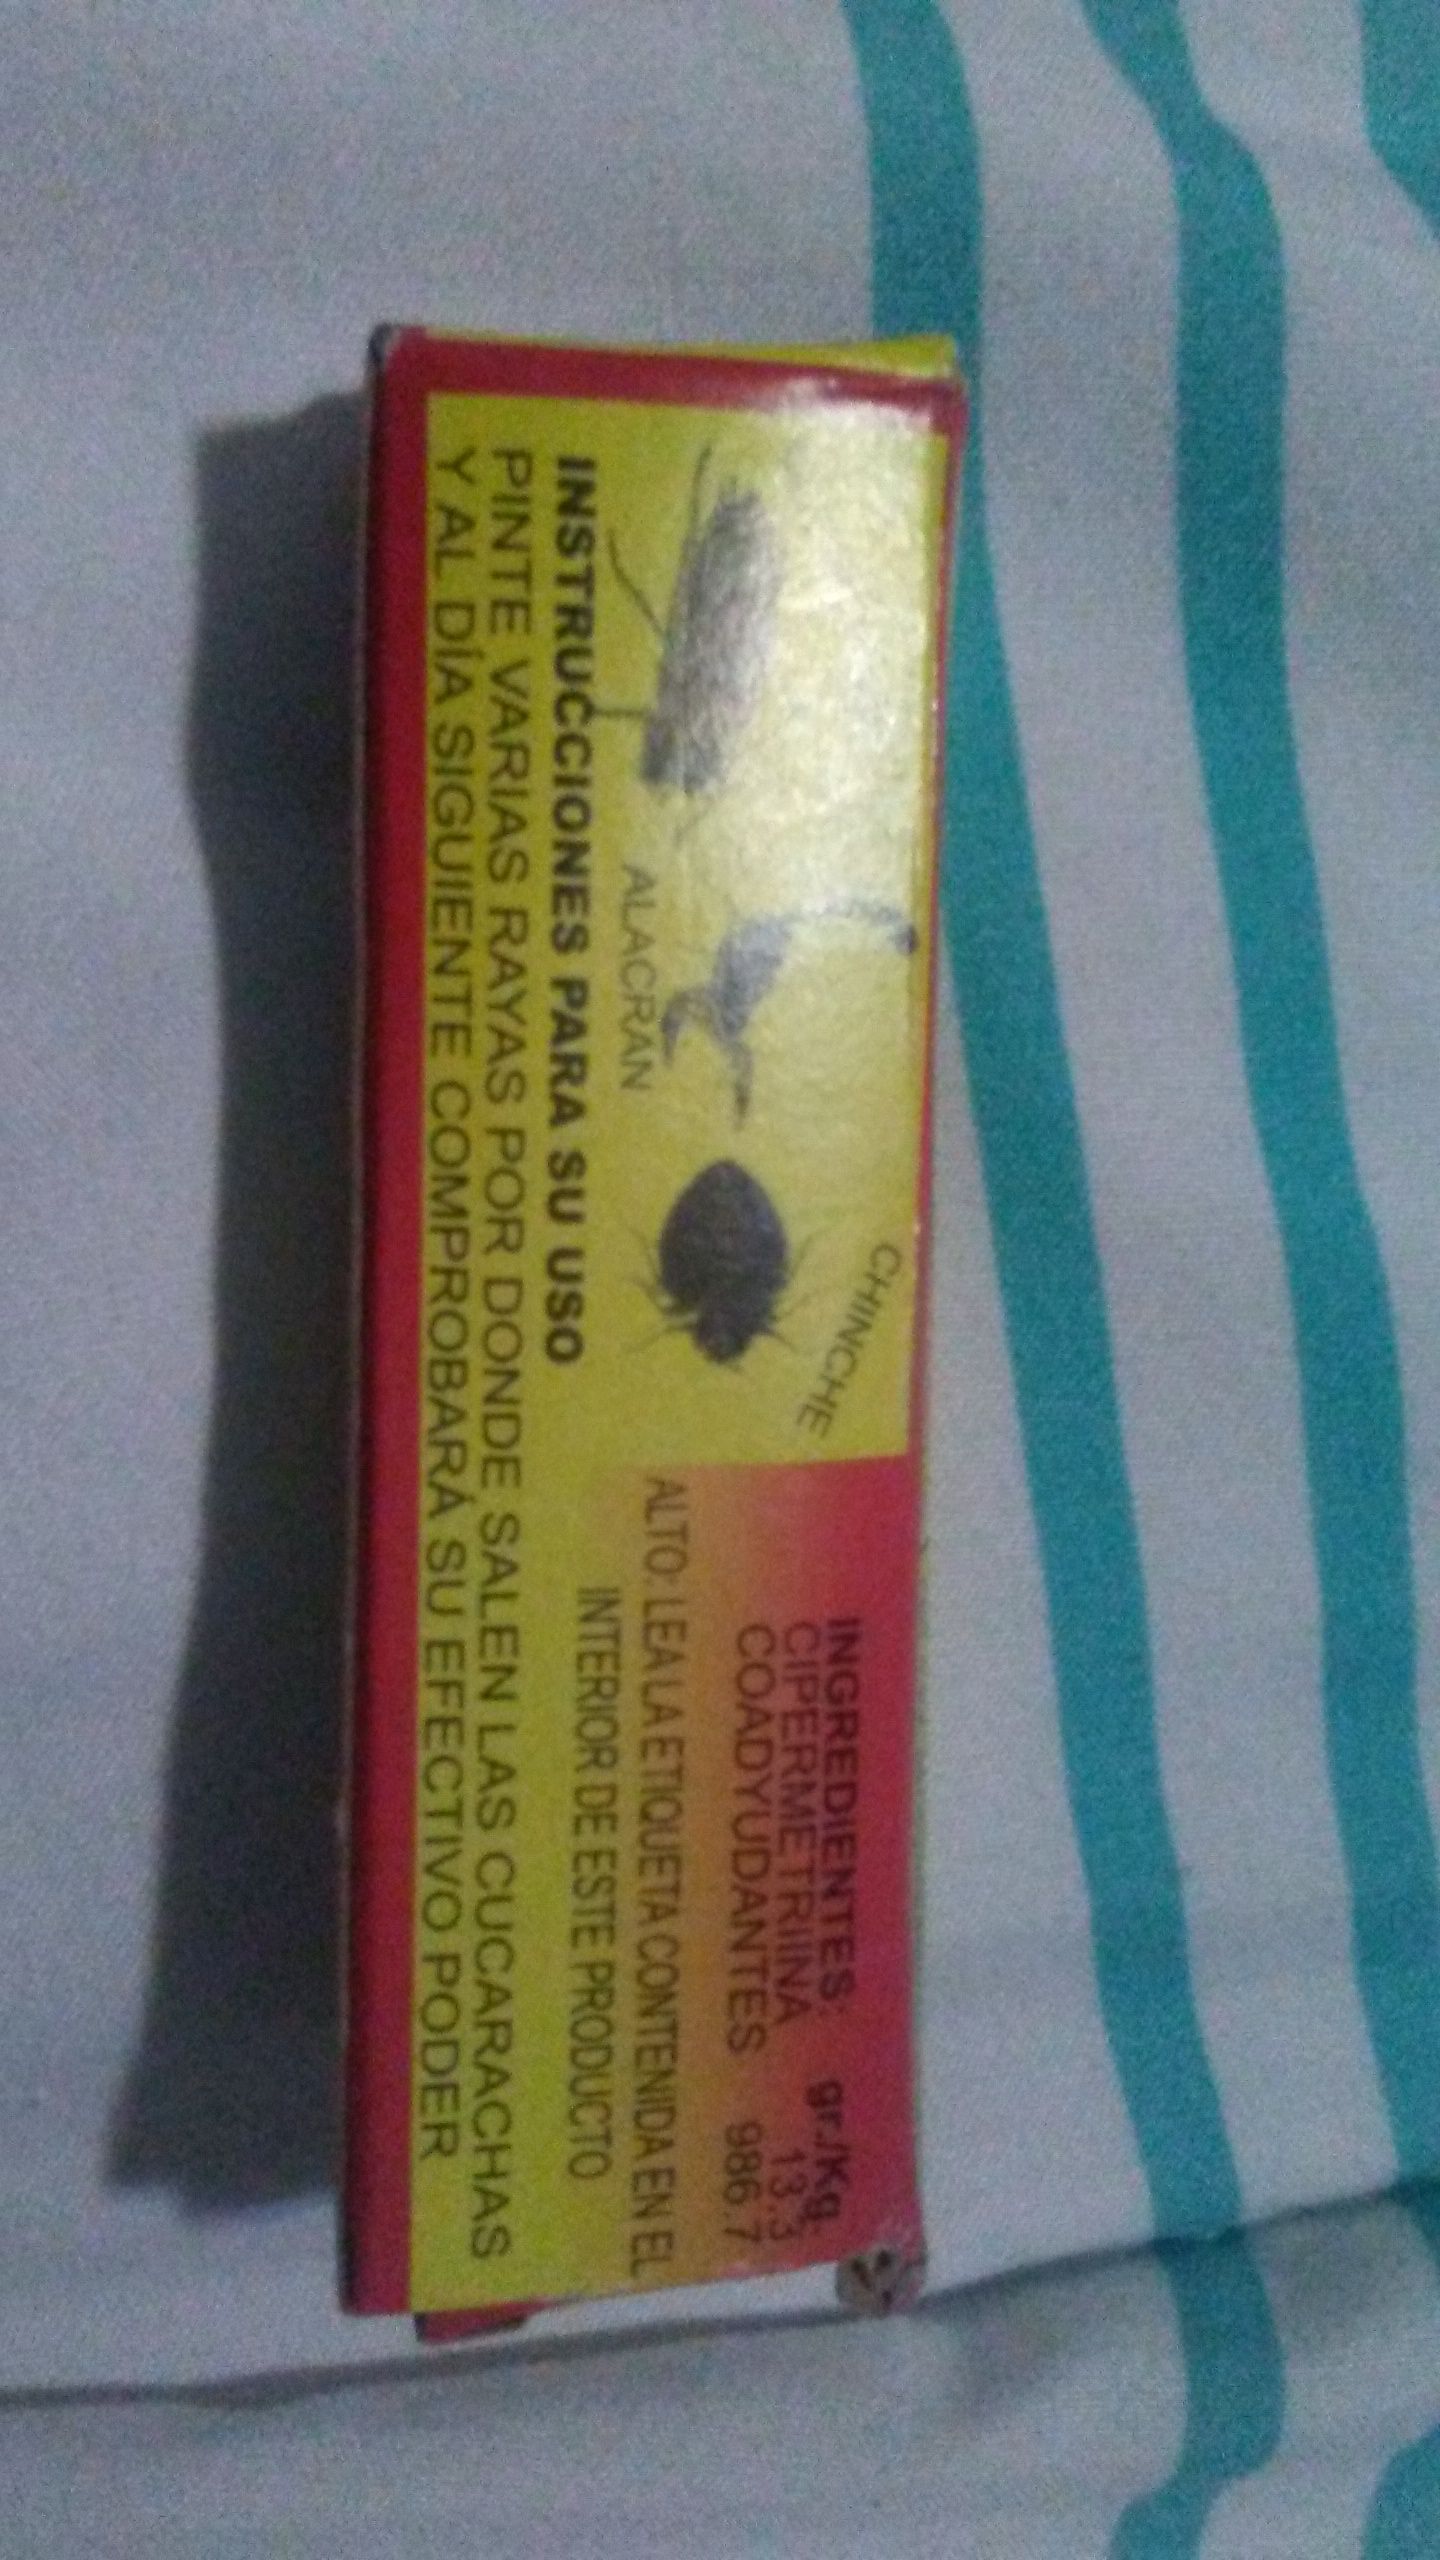 CHINCHE
ALACRAN
INGREDIENTES: gr./Kg.
CIPERMETRIINA 13.3
COADYUDANTES 986.7
ALTO: LEA LA ETIQUETA CONTENIDA EN EL
INTERIOR DE ESTE PRODUCTO
INSTRUCCIONES PARA SU USO
PINTE VARIAS RAYAS POR DONDE SALEN LAS CUCARACHAS
Y AL DÍA SIGUIENTE COMPROBARÁ SU EFECTIVO PODER